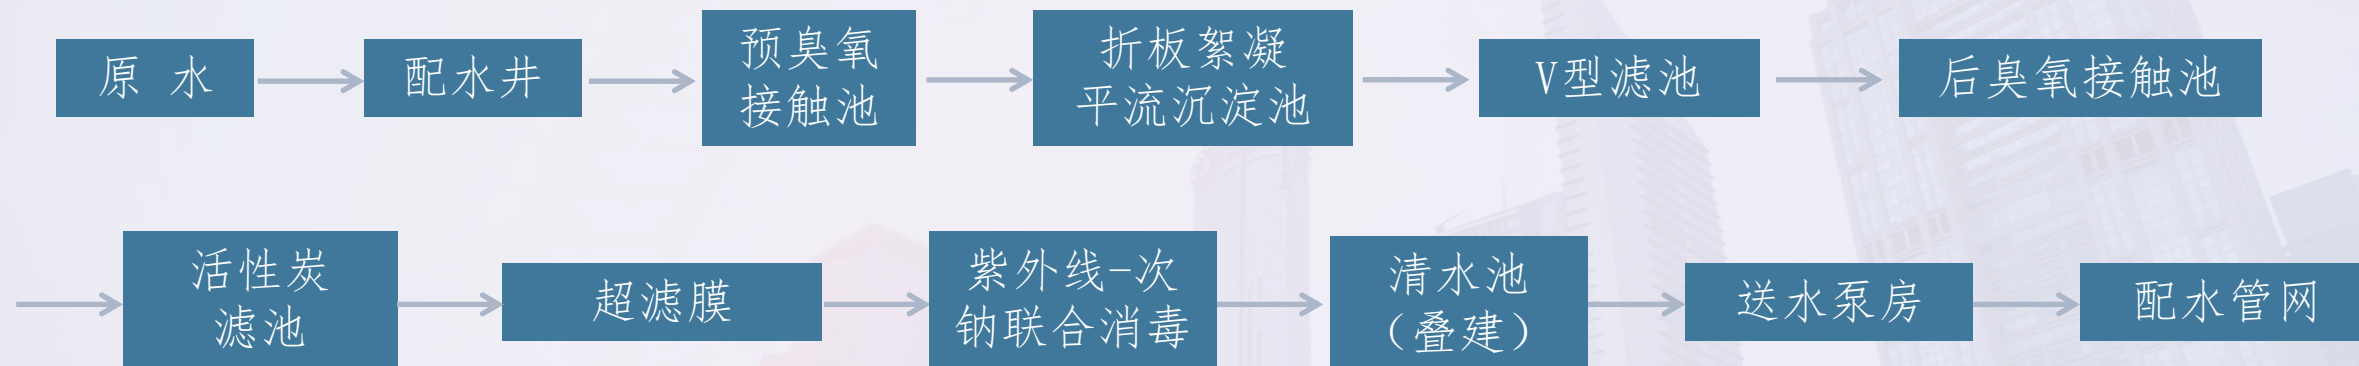 原 水
配水井
预臭氧
接触池
折板絮凝
平流沉淀池
V型滤池
后臭氧接触池
活性炭
滤池
超滤膜
紫外线-次
钠联合消毒
清水池
（叠建）
送水泵房
配水管网